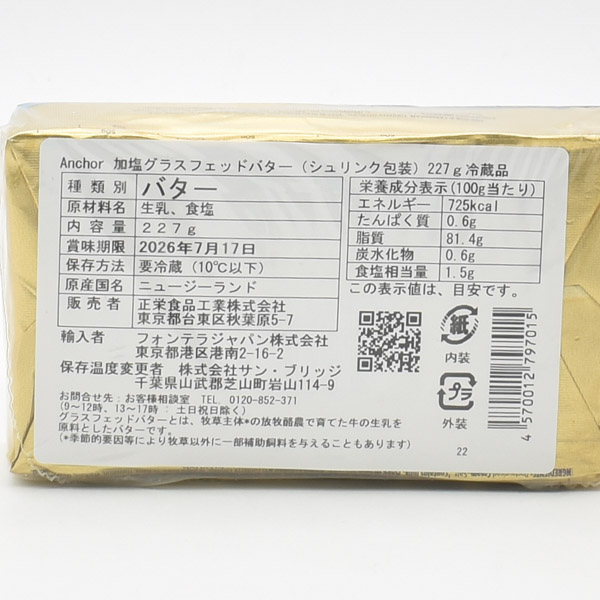 Anchor 加塩グラスフェッドバター（シュリンク包装）227g冷蔵品
種類別 バター
原材料名 生乳、食塩
内容量 227g
賞味期限 2026年7月17日
保存方法 要冷蔵（10℃以下）
原産国名 ニュージーランド
販売者 正栄食品工業株式会社
東京都台東区秋葉原5-7
輸入者 フォンテラジャパン株式会社
東京都港区港南2-16-2
保存温度変更者 株式会社サン・ブリッジ
千葉県山武郡芝山町岩山114-9
お問合せ先：お客様相談室 TEL. 0120-852-371
(9～12時、13～17時：土日祝日除く)
グラスフェッドバターとは、牧草主体*の放牧酪農で育てた牛の生乳を
原料としたバターです。
(*季節的要因等により牧草以外に一部補助飼料を与えることもあります)
栄養成分表示(100g当たり)
エネルギー 725kcal
たんぱく質 0.6g
脂質 81.4g
炭水化物 0.6g
食塩相当量 1.5g
この表示値は、目安です。
紙
内装
プラ
外装
22
4 570012 797015